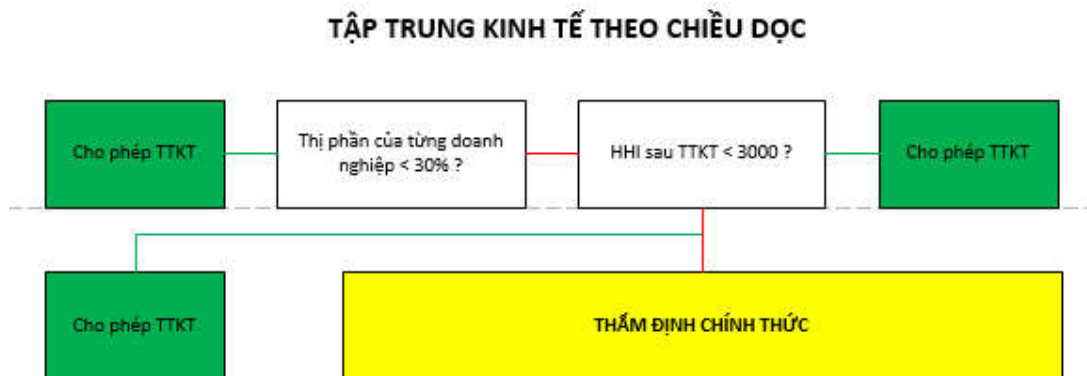 TẬP TRUNG KINH TẾ THEO CHIỀU DỌC
Cho phép TTKT
Thị phần của từng doanh
nghiệp < 30% ?
HHI sau TTKT < 3000 ?
Cho phép TTKT
Cho phép TTKT
THẨM ĐỊNH CHÍNH THỨC